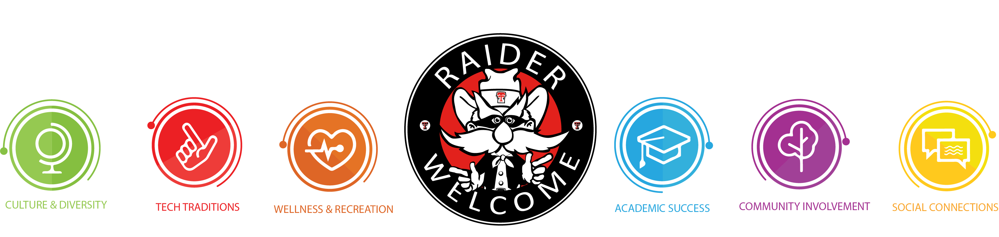 CULTURE & DIVERSITY
TECH TRADITIONS
WELLNESS & RECREATION
RAIDER
WELCOME
T
T
T
ACADEMIC SUCCESS
COMMUNITY INVOLVEMENT
SOCIAL CONNECTIONS